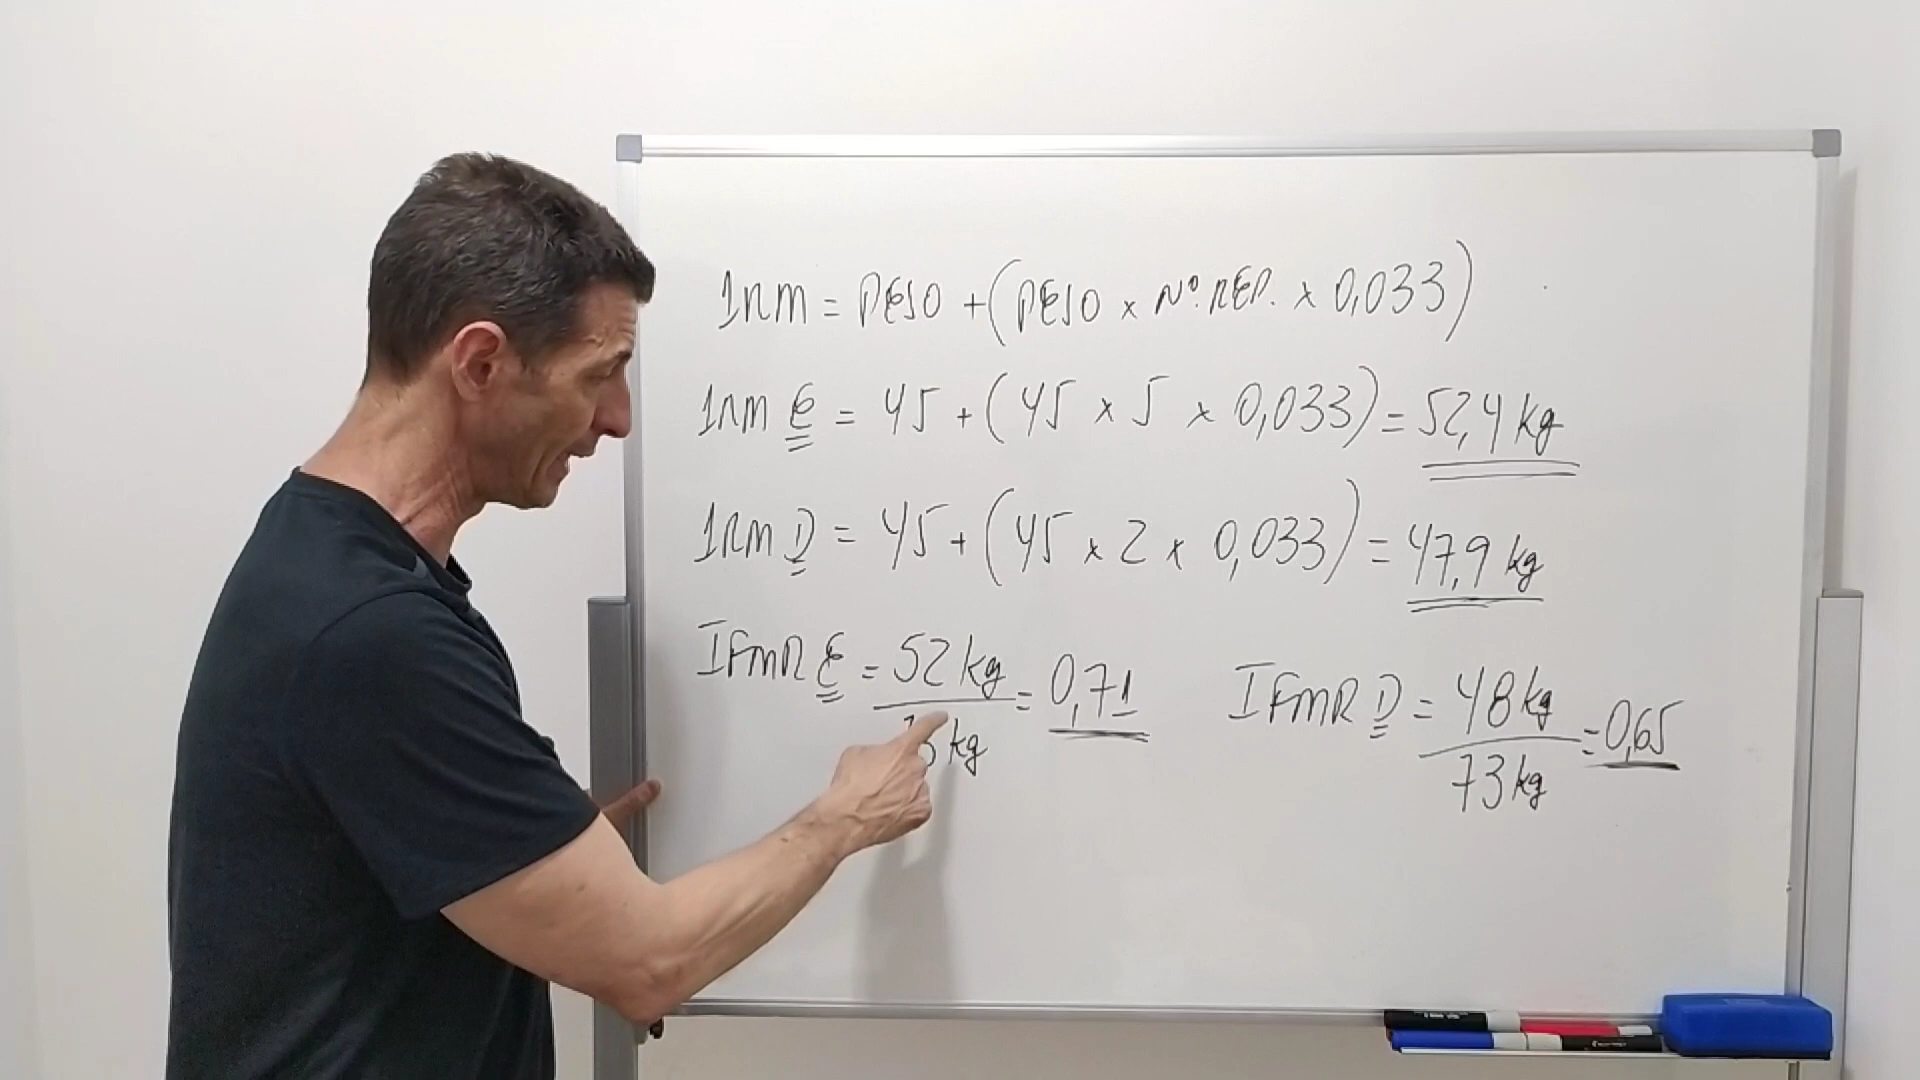 1RM = PESO + (PESO x Nº. REP. x 0,033)
1RM E = 45 + (45 x 5 x 0,033) = 52,4 kg
1RM D = 45 + (45 x 2 x 0,033) = 47,9 kg
IFMR E = 52 kg / kg = 0,71
IFMR D = 48 kg / 73 kg = 0,65